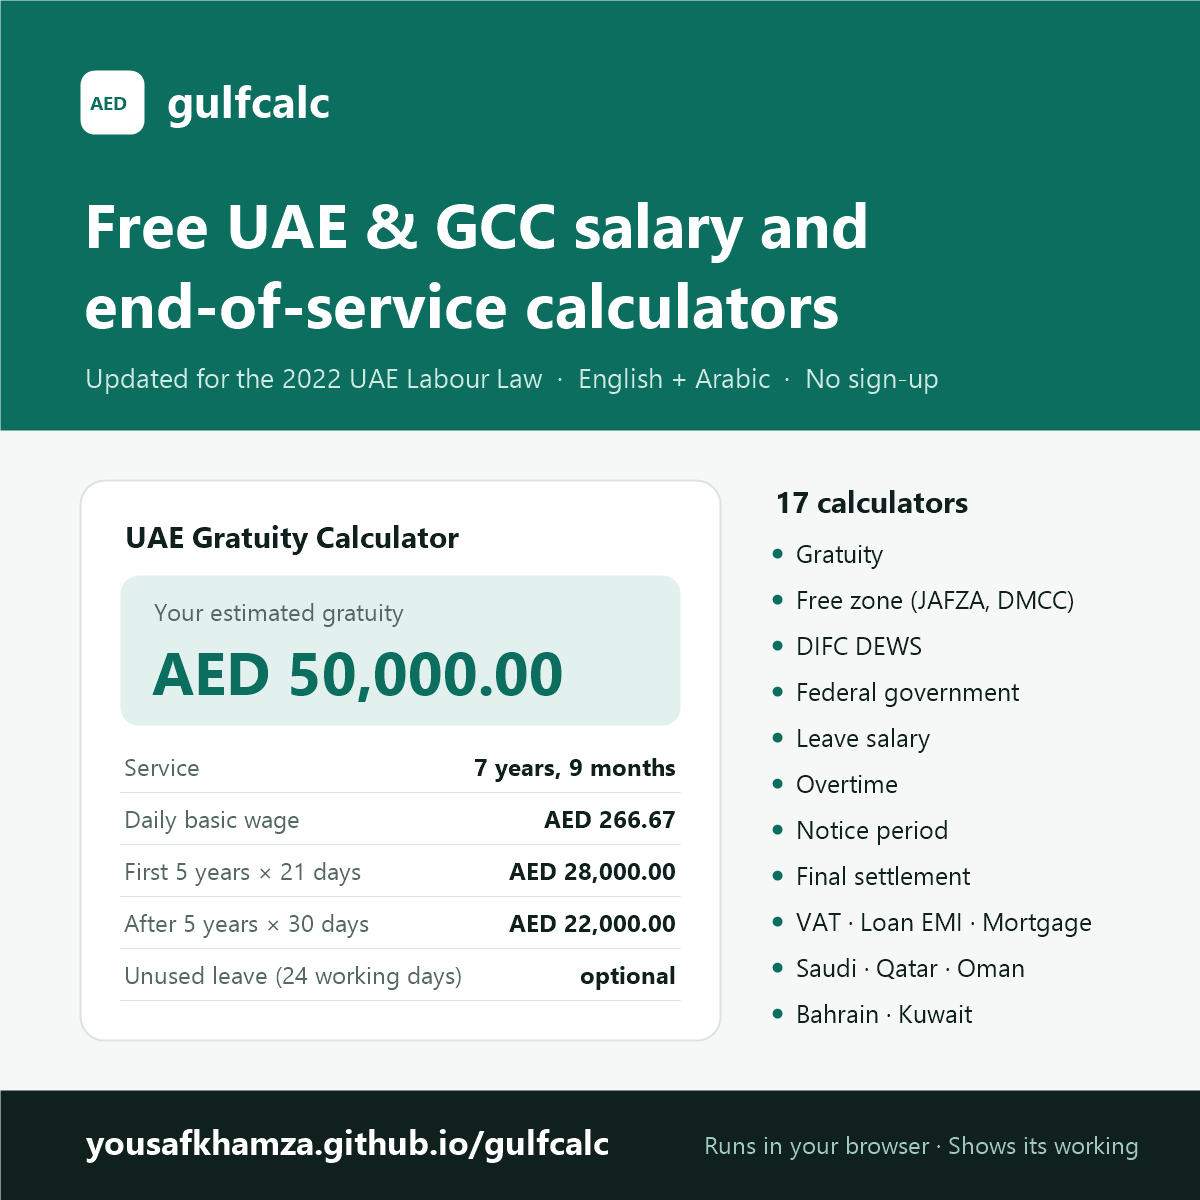 AED
gulfcalc
Free UAE & GCC salary and
end-of-service calculators
Updated for the 2022 UAE Labour Law · English + Arabic · No sign-up
UAE Gratuity Calculator
Your estimated gratuity
AED 50,000.00
Service 7 years, 9 months
Daily basic wage AED 266.67
First 5 years × 21 days AED 28,000.00
After 5 years × 30 days AED 22,000.00
Unused leave (24 working days) optional
17 calculators
• Gratuity
• Free zone (JAFZA, DMCC)
• DIFC DEWS
• Federal government
• Leave salary
• Overtime
• Notice period
• Final settlement
• VAT · Loan EMI · Mortgage
• Saudi · Qatar · Oman
• Bahrain · Kuwait
yousafkhamza.github.io/gulfcalc
Runs in your browser · Shows its working